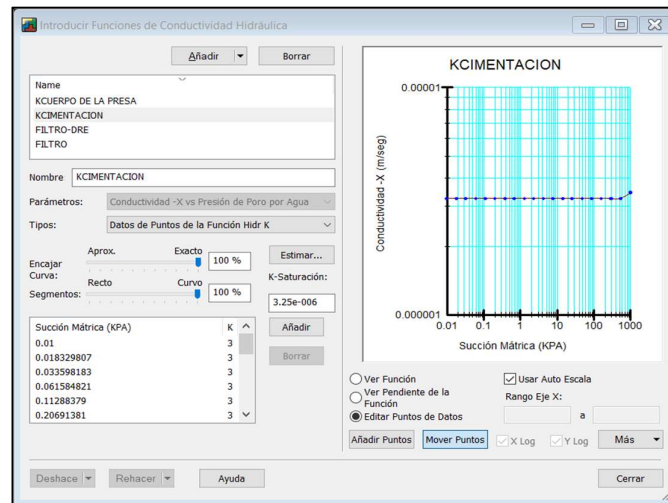 Introducir Funciones de Conductividad Hidráulica
Añadir
Borrar
Name
KCUERPO DE LA PRESA
KCIMENTACION
FILTRO-DRE
FILTRO
Nombre KCIMENTACION
Parámetros: Conductividad -X vs Presión de Poro por Agua
Tipos: Datos de Puntos de la Función Hidr K
Encajar Curva: Aprox. Exacto 100 %
Segmentos: Recto Curvo 100 %
Estimar...
K-Saturación:
3.25e-006
Succión Mátrica (KPA) K
0.01 3
0.018329807 3
0.033598183 3
0.061584821 3
0.11288379 3
0.20691381 3
Añadir
Borrar
KCIMENTACION
Conductividad -X (m/seg)
0.00001
0.000001
0.01 0.1 1 10 100 1000
Succión Mátrica (KPA)
Ver Función
Ver Pendiente de la Función
Editar Puntos de Datos
Usar Auto Escala
Rango Eje X:
a
Añadir Puntos Mover Puntos X Log Y Log Más
Deshace Rehacer Ayuda Cerrar